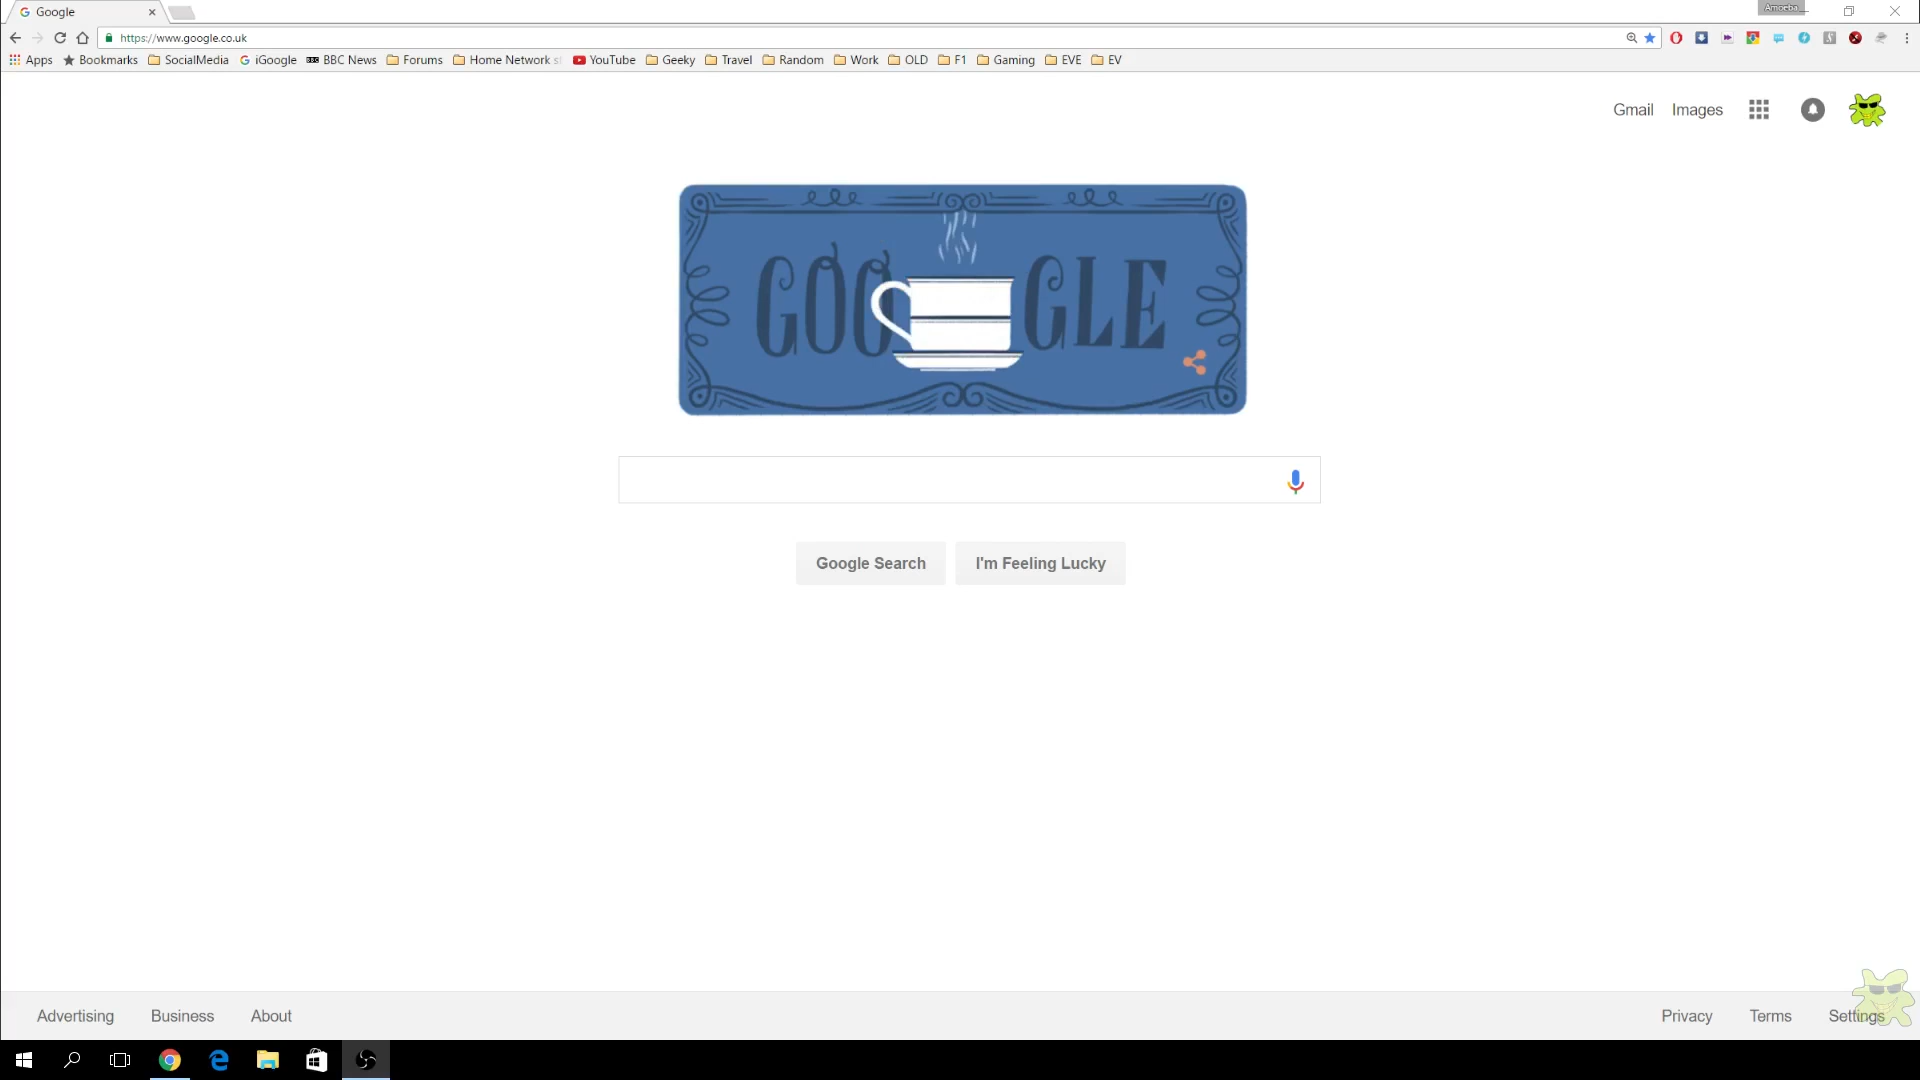 Google
Amoeba
https://www.google.co.uk
Apps Bookmarks SocialMedia iGoogle BBC News Forums Home Network YouTube Geeky Travel Random Work OLD F1 Gaming EVE EV
Gmail Images
GOOGLE
Google Search I'm Feeling Lucky
Advertising Business About Privacy Terms Settings